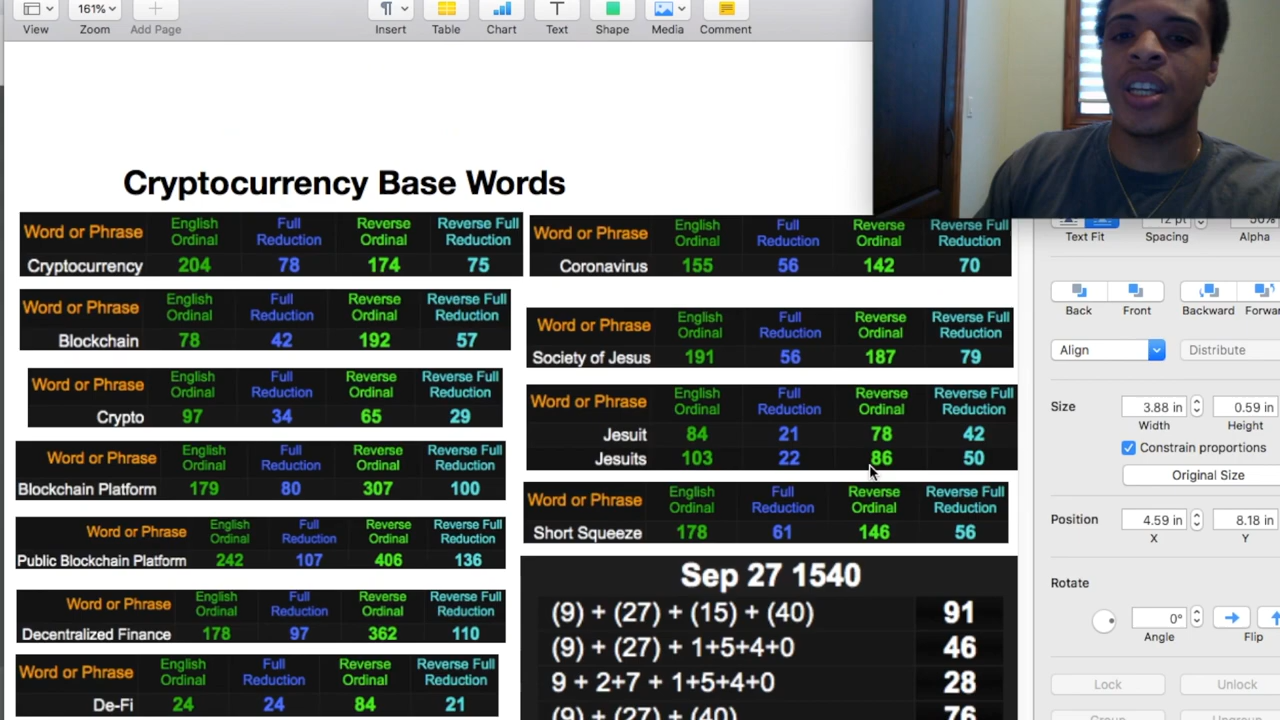 161%
View
Zoom
Add Page
Insert
Table
Chart
Text
Shape
Media
Comment
Cryptocurrency Base Words
Word or Phrase English Ordinal Full Reduction Reverse Ordinal Reverse Full Reduction
Cryptocurrency 204 78 174 75
Word or Phrase English Ordinal Full Reduction Reverse Ordinal Reverse Full Reduction
Blockchain 78 42 192 57
Word or Phrase English Ordinal Full Reduction Reverse Ordinal Reverse Full Reduction
Crypto 97 34 65 29
Word or Phrase English Ordinal Full Reduction Reverse Ordinal Reverse Full Reduction
Blockchain Platform 179 80 307 100
Word or Phrase English Ordinal Full Reduction Reverse Ordinal Reverse Full Reduction
Public Blockchain Platform 242 107 406 136
Word or Phrase English Ordinal Full Reduction Reverse Ordinal Reverse Full Reduction
Decentralized Finance 178 97 362 110
Word or Phrase English Ordinal Full Reduction Reverse Ordinal Reverse Full Reduction
De-Fi 24 24 84 21
Word or Phrase English Ordinal Full Reduction Reverse Ordinal Reverse Full Reduction
Coronavirus 155 56 142 70
Word or Phrase English Ordinal Full Reduction Reverse Ordinal Reverse Full Reduction
Society of Jesus 191 56 187 79
Word or Phrase English Ordinal Full Reduction Reverse Ordinal Reverse Full Reduction
Jesuit 84 21 78 42
Jesuits 103 22 86 50
Word or Phrase English Ordinal Full Reduction Reverse Ordinal Reverse Full Reduction
Short Squeeze 178 61 146 56
Sep 27 1540
(9) + (27) + (15) + (40) 91
(9) + (27) + 1+5+4+0 46
9 + 2+7 + 1+5+4+0 28
(9) + (27) + (40) 76
12 pt
Text Fit
Spacing
Alpha
Back
Front
Backward
Align
Distribute
Size
3.88 in
0.59 in
Width
Height
Constrain proportions
Original Size
Position
4.59 in
8.18 in
X
Y
Rotate
0°
Angle
Flip
Lock
Unlock